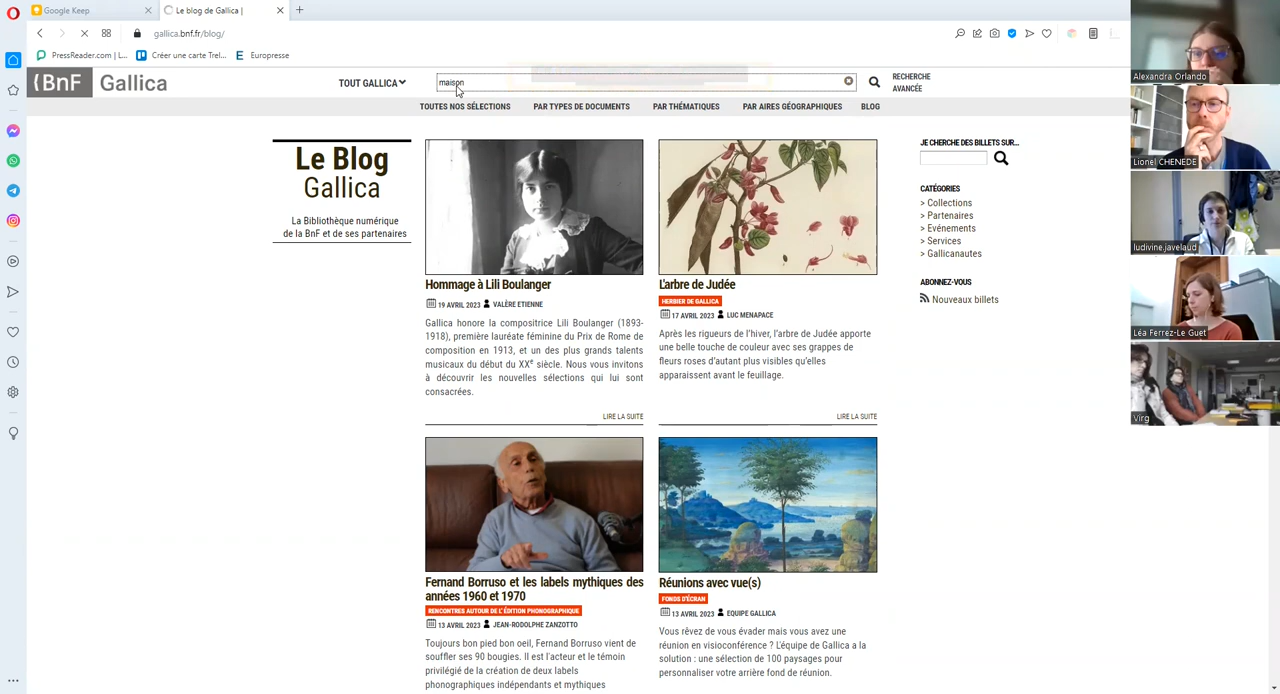 Google Keep
Le blog de Gallica |
gallica.bnf.fr/blog/
PressReader.com | L...
Créer une carte Trel...
Europresse
{BnF Gallica
TOUT GALLICA
maison
RECHERCHE
AVANCÉE
TOUTES NOS SÉLECTIONS
PAR TYPES DE DOCUMENTS
PAR THÉMATIQUES
PAR AIRES GÉOGRAPHIQUES
BLOG
Le Blog
Gallica
La Bibliothèque numérique
de la BnF et de ses partenaires
Hommage à Lili Boulanger
19 AVRIL 2023 VALÈRE ETIENNE
Gallica honore la compositrice Lili Boulanger (1893-
1918), première lauréate féminine du Prix de Rome de
composition en 1913, et un des plus grands talents
musicaux du début du XXe siècle. Nous vous invitons
à découvrir les nouvelles sélections qui lui sont
consacrées.
LIRE LA SUITE
L'arbre de Judée
HERBIER DE GALLICA
17 AVRIL 2023 LUC MENAPACE
Après les rigueurs de l'hiver, l'arbre de Judée apporte
une belle touche de couleur avec ses grappes de
fleurs roses d'autant plus visibles qu'elles
apparaissent avant le feuillage.
LIRE LA SUITE
Fernand Borruso et les labels mythiques des
années 1960 et 1970
RENCONTRES AUTOUR DE L'ÉDITION PHONOGRAPHIQUE
13 AVRIL 2023 JEAN-RODOLPHE ZANZOTTO
Toujours bon pied bon oeil, Fernand Borruso vient de
souffler ses 90 bougies. Il est l'acteur et le témoin
privilégié de la création de deux labels
phonographiques indépendants et mythiques
Réunions avec vue(s)
FONDS D'ÉCRAN
13 AVRIL 2023 EQUIPE GALLICA
Vous rêvez de vous évader mais vous avez une
réunion en visioconférence ? L'équipe de Gallica a la
solution : une sélection de 100 paysages pour
personnaliser votre arrière fond de réunion.
JE CHERCHE DES BILLETS SUR...
CATÉGORIES
> Collections
> Partenaires
> Evénements
> Services
> Gallicanautes
ABONNEZ-VOUS
Nouveaux billets
Alexandra Orlando
Lionel CHENEDE
ludivine.javelaud
Léa Ferrez-Le Guet
Virg